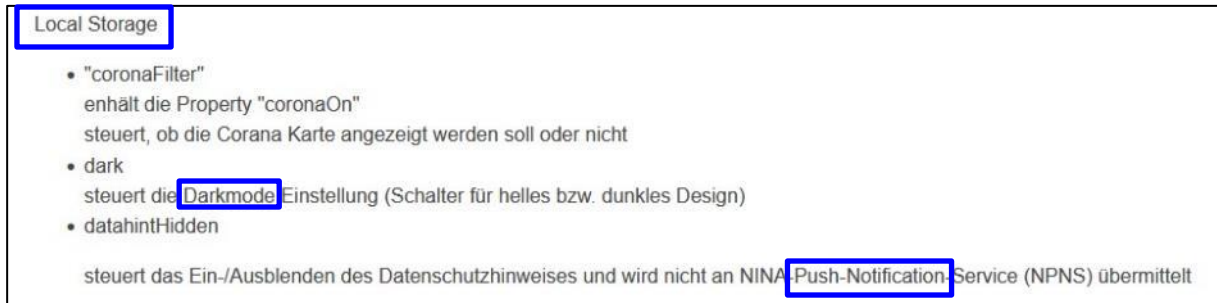 Local Storage
• "coronaFilter"
enhält die Property "coronaOn"
steuert, ob die Corana Karte angezeigt werden soll oder nicht
• dark
steuert die Darkmode Einstellung (Schalter für helles bzw. dunkles Design)
• datahintHidden
steuert das Ein-/Ausblenden des Datenschutzhinweises und wird nicht an NINA-Push-Notification-Service (NPNS) übermittelt